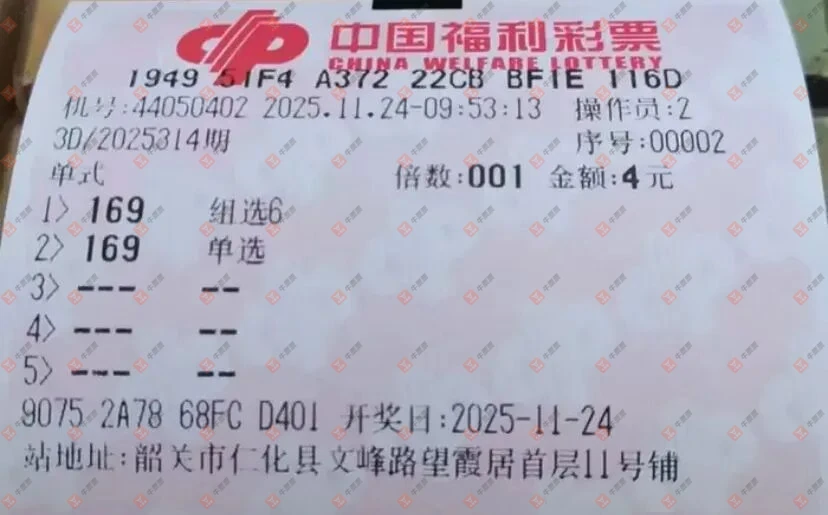 中国福利彩票
CHINA WELFARE LOTTERY
1949 51F4 A372 22CB BF1E 116D
机号:44050402 2025.11.24-09:53:13 操作员:2
3D/2025314期 序号:00002
单式 倍数:001 金额:4元
1> 169 组选6
2> 169 单选
3> --- --
4> --- --
5> --- --
9075 2A78 68FC D401 开奖日:2025-11-24
站地址:韶关市仁化县文峰路望霞居首层11号铺